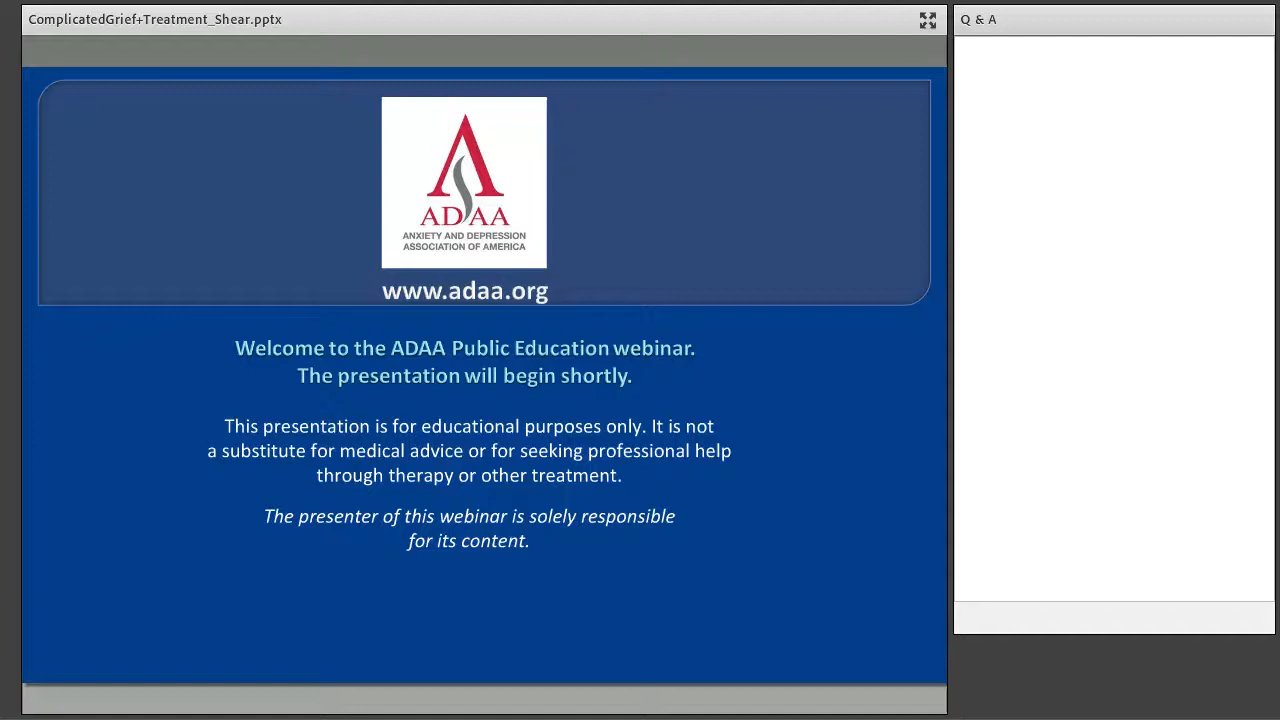 ComplicatedGrief+Treatment_Shear.pptx
Q & A
ADAA
ANXIETY AND DEPRESSION
ASSOCIATION OF AMERICA
www.adaa.org
Welcome to the ADAA Public Education webinar.
The presentation will begin shortly.
This presentation is for educational purposes only. It is not
a substitute for medical advice or for seeking professional help
through therapy or other treatment.
The presenter of this webinar is solely responsible
for its content.